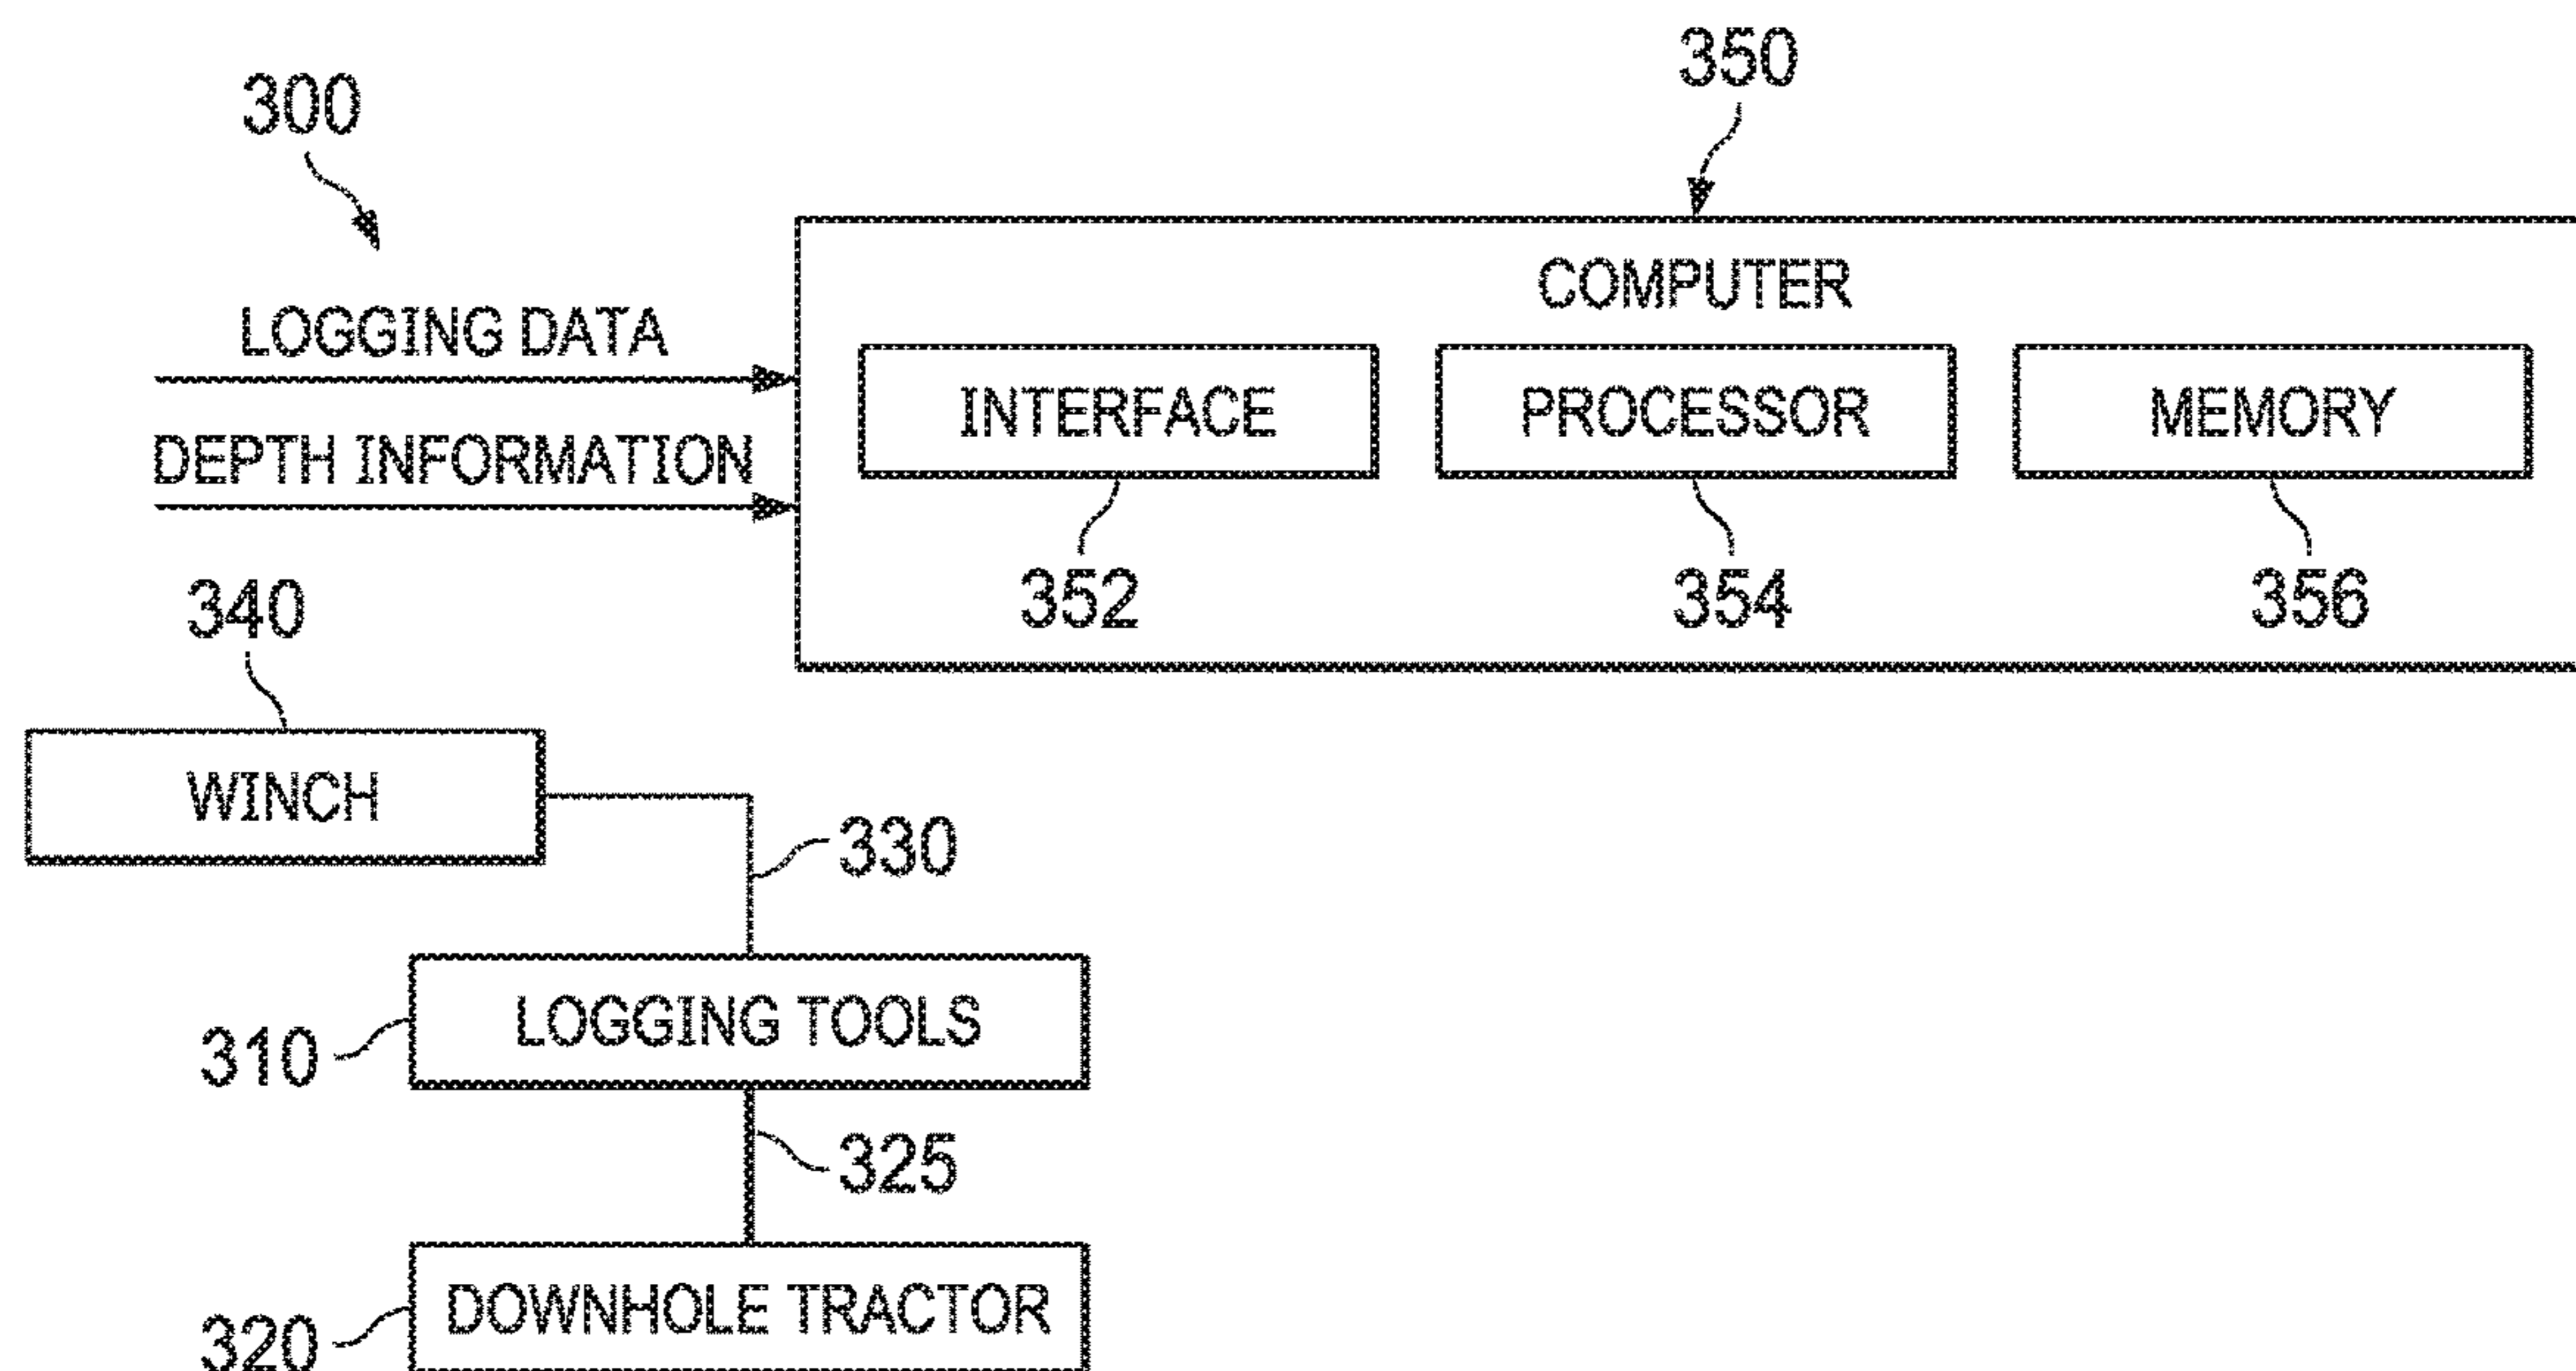 350
300
COMPUTER
LOGGING DATA
INTERFACE
PROCESSOR
MEMORY
DEPTH INFORMATION
352
354
356
340
WINCH
330
LOGGING TOOLS
310
325
DOWNHOLE TRACTOR
320